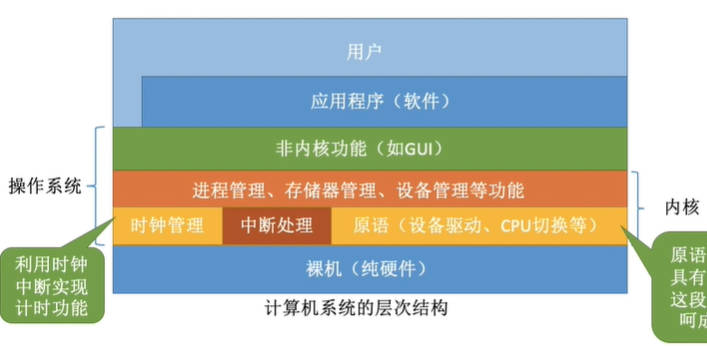 用户
应用程序（软件）
非内核功能（如GUI）
操作系统
进程管理、存储器管理、设备管理等功能
内核
时钟管理
中断处理
原语（设备驱动、CPU切换等）
利用时钟
中断实现
计时功能
裸机（纯硬件）
原语
具有
这段
呵成
计算机系统的层次结构